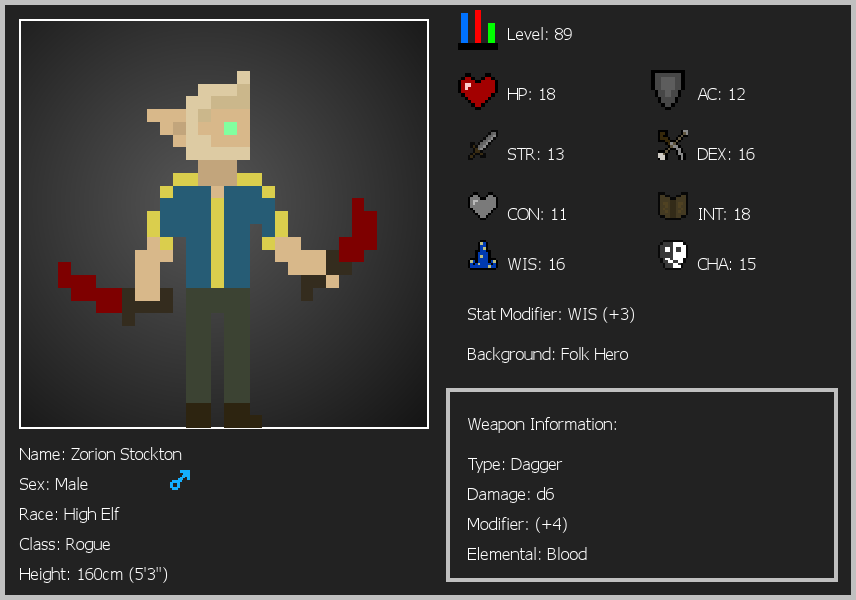 Level: 89
HP: 18
AC: 12
STR: 13
DEX: 16
CON: 11
INT: 18
WIS: 16
CHA: 15
Stat Modifier: WIS (+3)
Background: Folk Hero
Weapon Information:
Type: Dagger
Damage: d6
Modifier: (+4)
Elemental: Blood
Name: Zorion Stockton
Sex: Male
Race: High Elf
Class: Rogue
Height: 160cm (5'3")